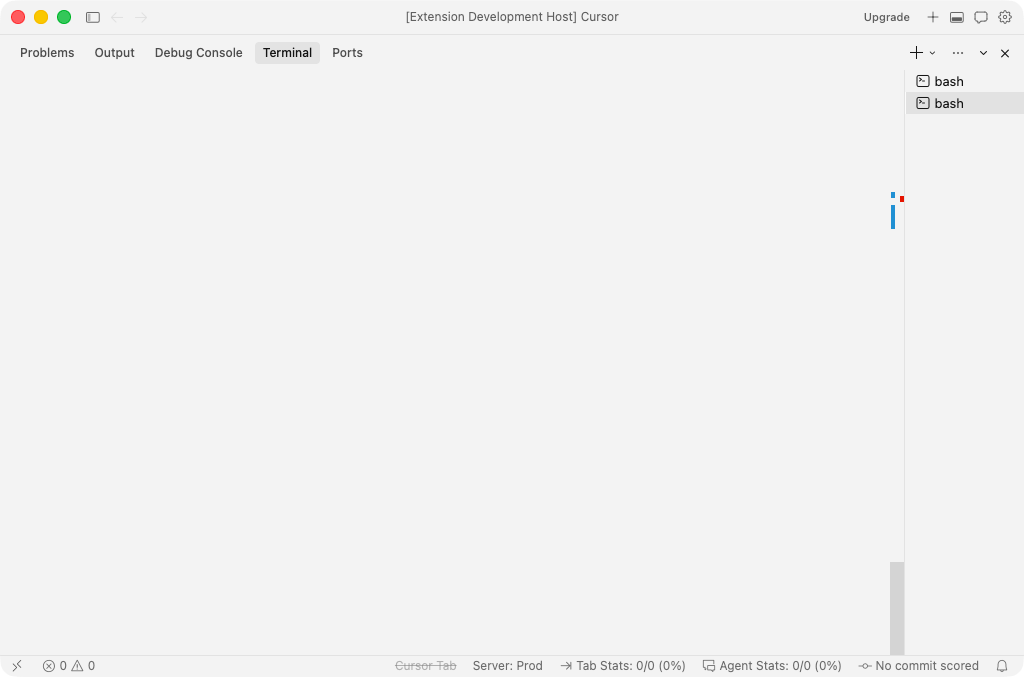 [Extension Development Host] Cursor
Upgrade
Problems Output Debug Console Terminal Ports
bash
bash
0 0 Cursor Tab Server: Prod Tab Stats: 0/0 (0%) Agent Stats: 0/0 (0%) No commit scored